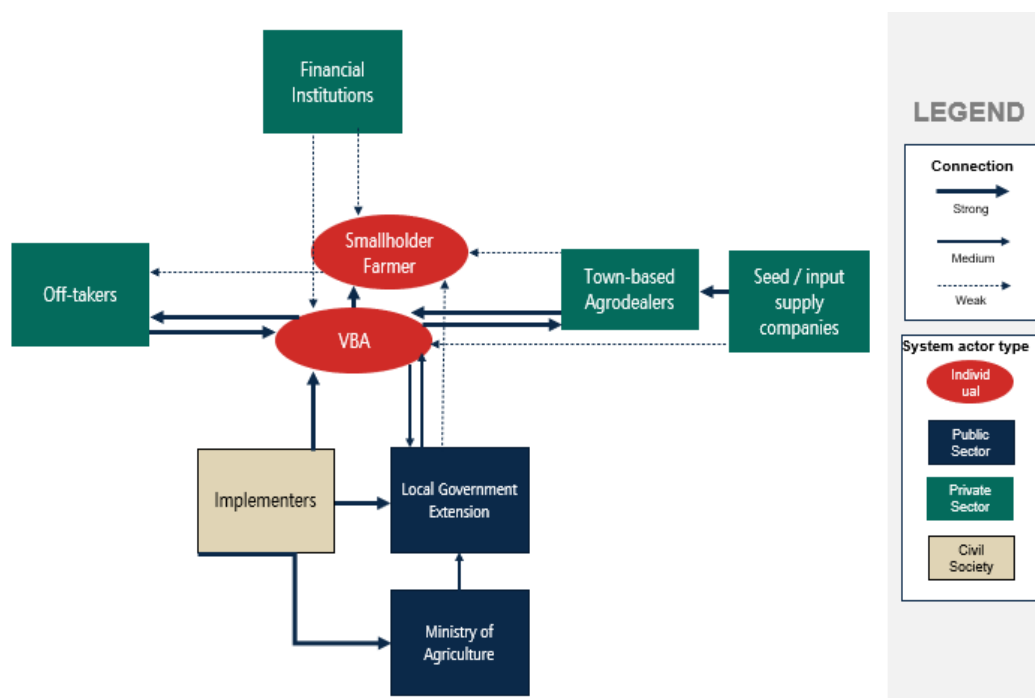 Financial
Institutions
Smallholder
Farmer
Off-takers
Town-based
Agrodealers
Seed / input
supply
companies
VBA
Implementers
Local Government
Extension
Ministry of
Agriculture
LEGEND
Connection
Strong
Medium
Weak
System actor type
Individ
ual
Public
Sector
Private
Sector
Civil
Society